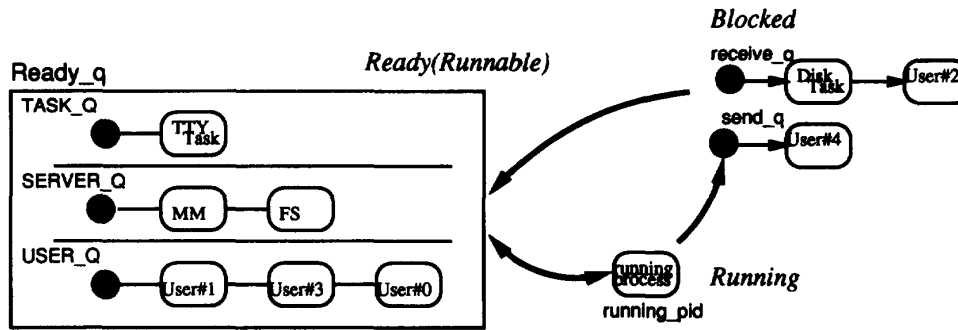 Blocked
Ready(Runnable)
receive_q
Ready_q
Disk
Task
User#2
TASK_Q
TTY
Task
send_q
User#4
SERVER_Q
MM
FS
USER_Q
User#1
User#3
User#0
running
process
Running
running_pid